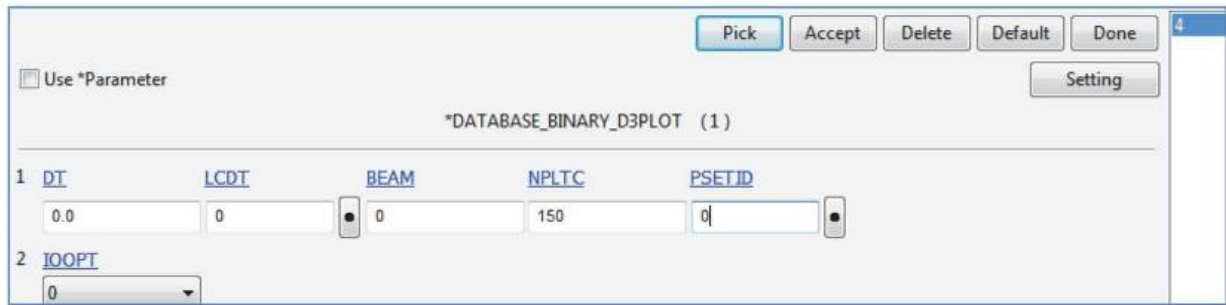 Pick Accept Delete Default Done 4
Use *Parameter Setting
*DATABASE_BINARY_D3PLOT (1)
1 DT LCDT BEAM NPLTC PSETID
0.0 0 0 150 0
2 IOOPT
0